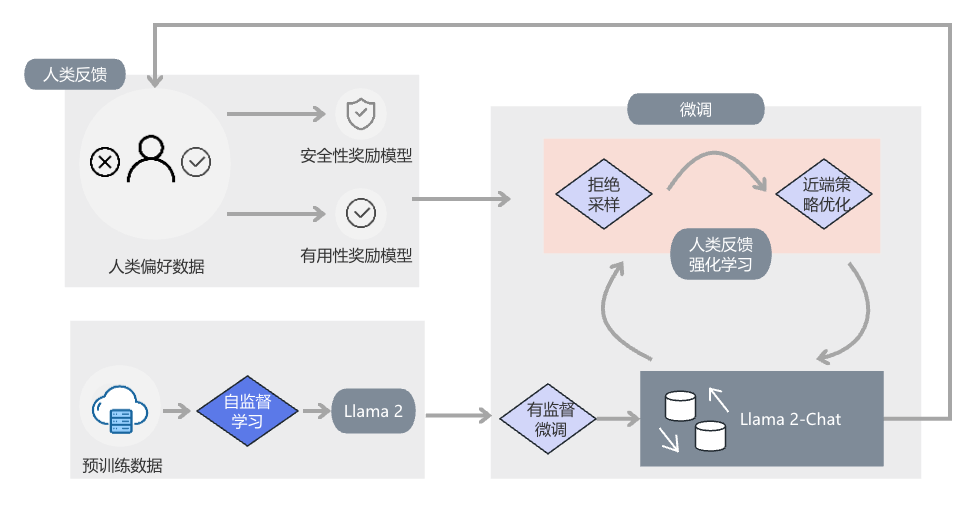 人类反馈
安全性奖励模型
有用性奖励模型
人类偏好数据
微调
拒绝
采样
近端策
略优化
人类反馈
强化学习
预训练数据
自监督
学习
Llama 2
有监督
微调
Llama 2-Chat